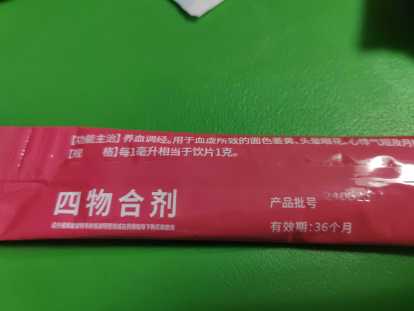 【功能主治】养血调经。用于血虚所致的面色萎黄、头晕眼花、心悸气短及月
【规　　格】每1毫升相当于饮片1克。
四物合剂
产品批号
有效期:36个月